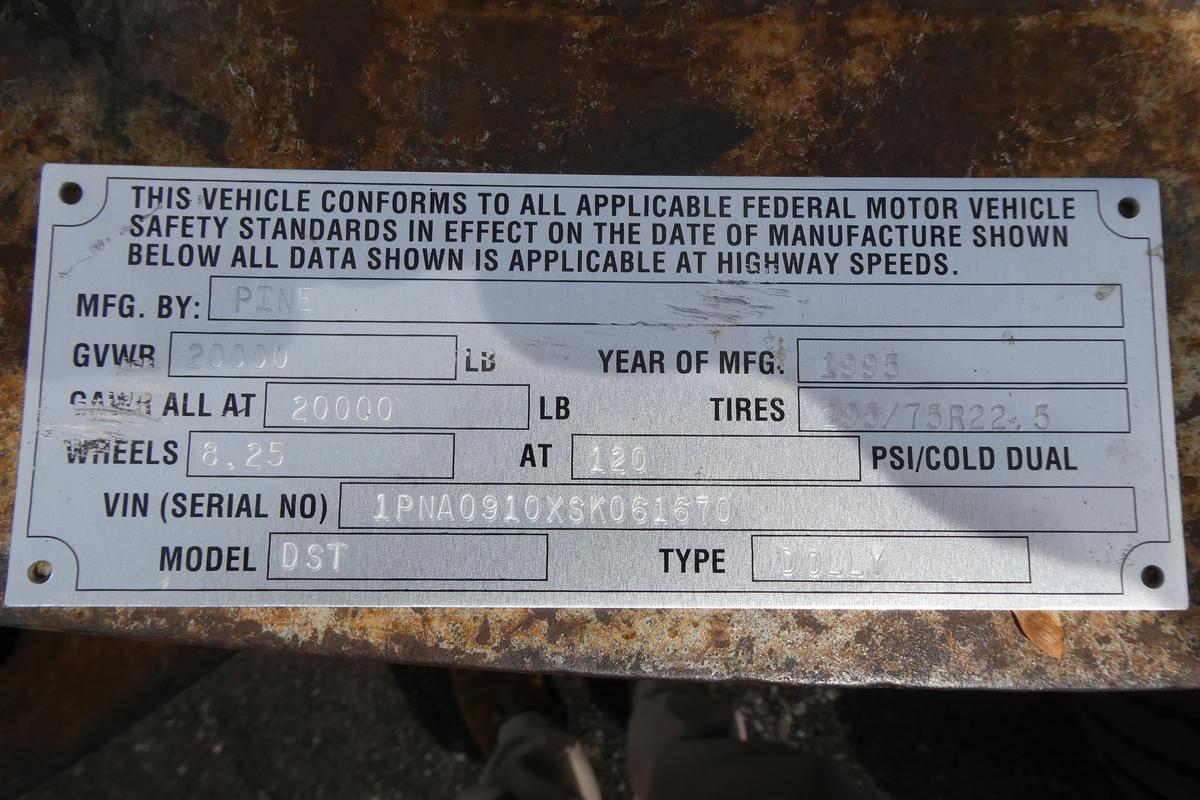 THIS VEHICLE CONFORMS TO ALL APPLICABLE FEDERAL MOTOR VEHICLE
SAFETY STANDARDS IN EFFECT ON THE DATE OF MANUFACTURE SHOWN
BELOW ALL DATA SHOWN IS APPLICABLE AT HIGHWAY SPEEDS.
MFG. BY: PINE
GVWR 20000 LB YEAR OF MFG. 1995
GAWR ALL AT 20000 LB TIRES 295/75R22.5
WHEELS 8.25 AT 120 PSI/COLD DUAL
VIN (SERIAL NO) 1PNA0910XSK061670
MODEL DST TYPE DOLLY